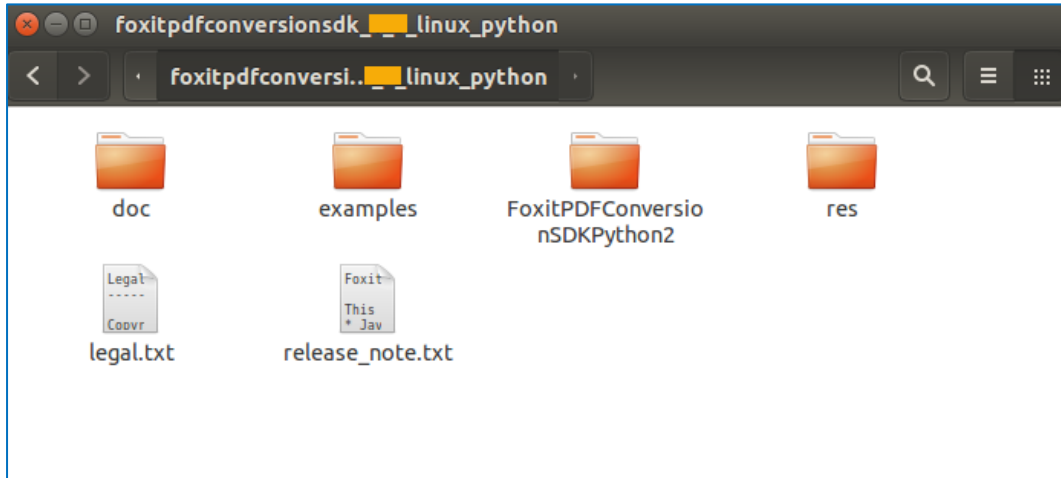 foxitpdfconversionsdk_ _ _linux_python
foxitpdfconversi.._ _ _linux_python
doc
examples
FoxitPDFConversio
nSDKPython2
res
Legal
-----
Copyr
legal.txt
Foxit
This
* Jav
release_note.txt